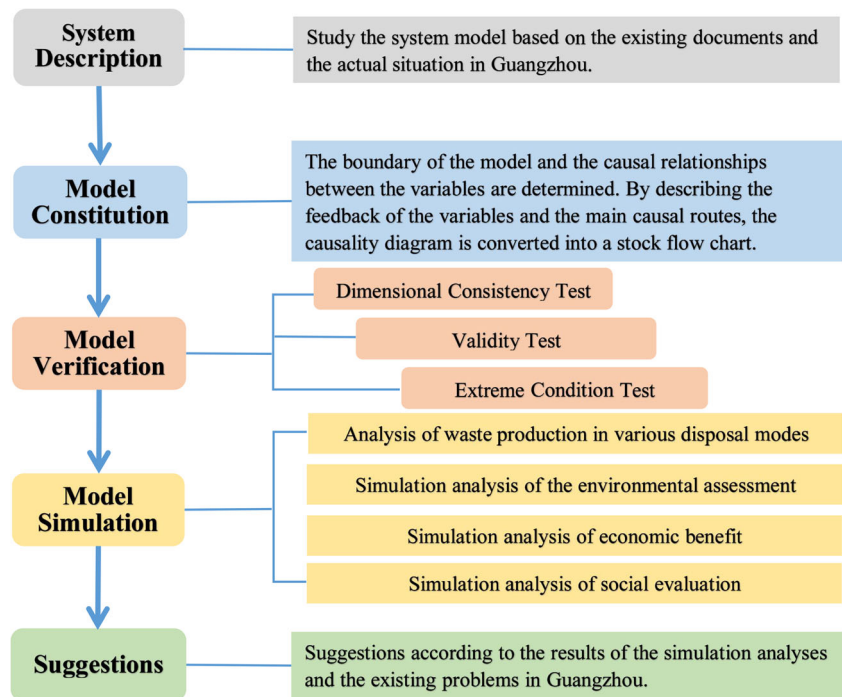 System
Description
Study the system model based on the existing documents and
the actual situation in Guangzhou.
Model
Constitution
The boundary of the model and the causal relationships
between the variables are determined. By describing the
feedback of the variables and the main causal routes, the
causality diagram is converted into a stock flow chart.
Model
Verification
Dimensional Consistency Test
Validity Test
Extreme Condition Test
Model
Simulation
Analysis of waste production in various disposal modes
Simulation analysis of the environmental assessment
Simulation analysis of economic benefit
Simulation analysis of social evaluation
Suggestions
Suggestions according to the results of the simulation analyses
and the existing problems in Guangzhou.